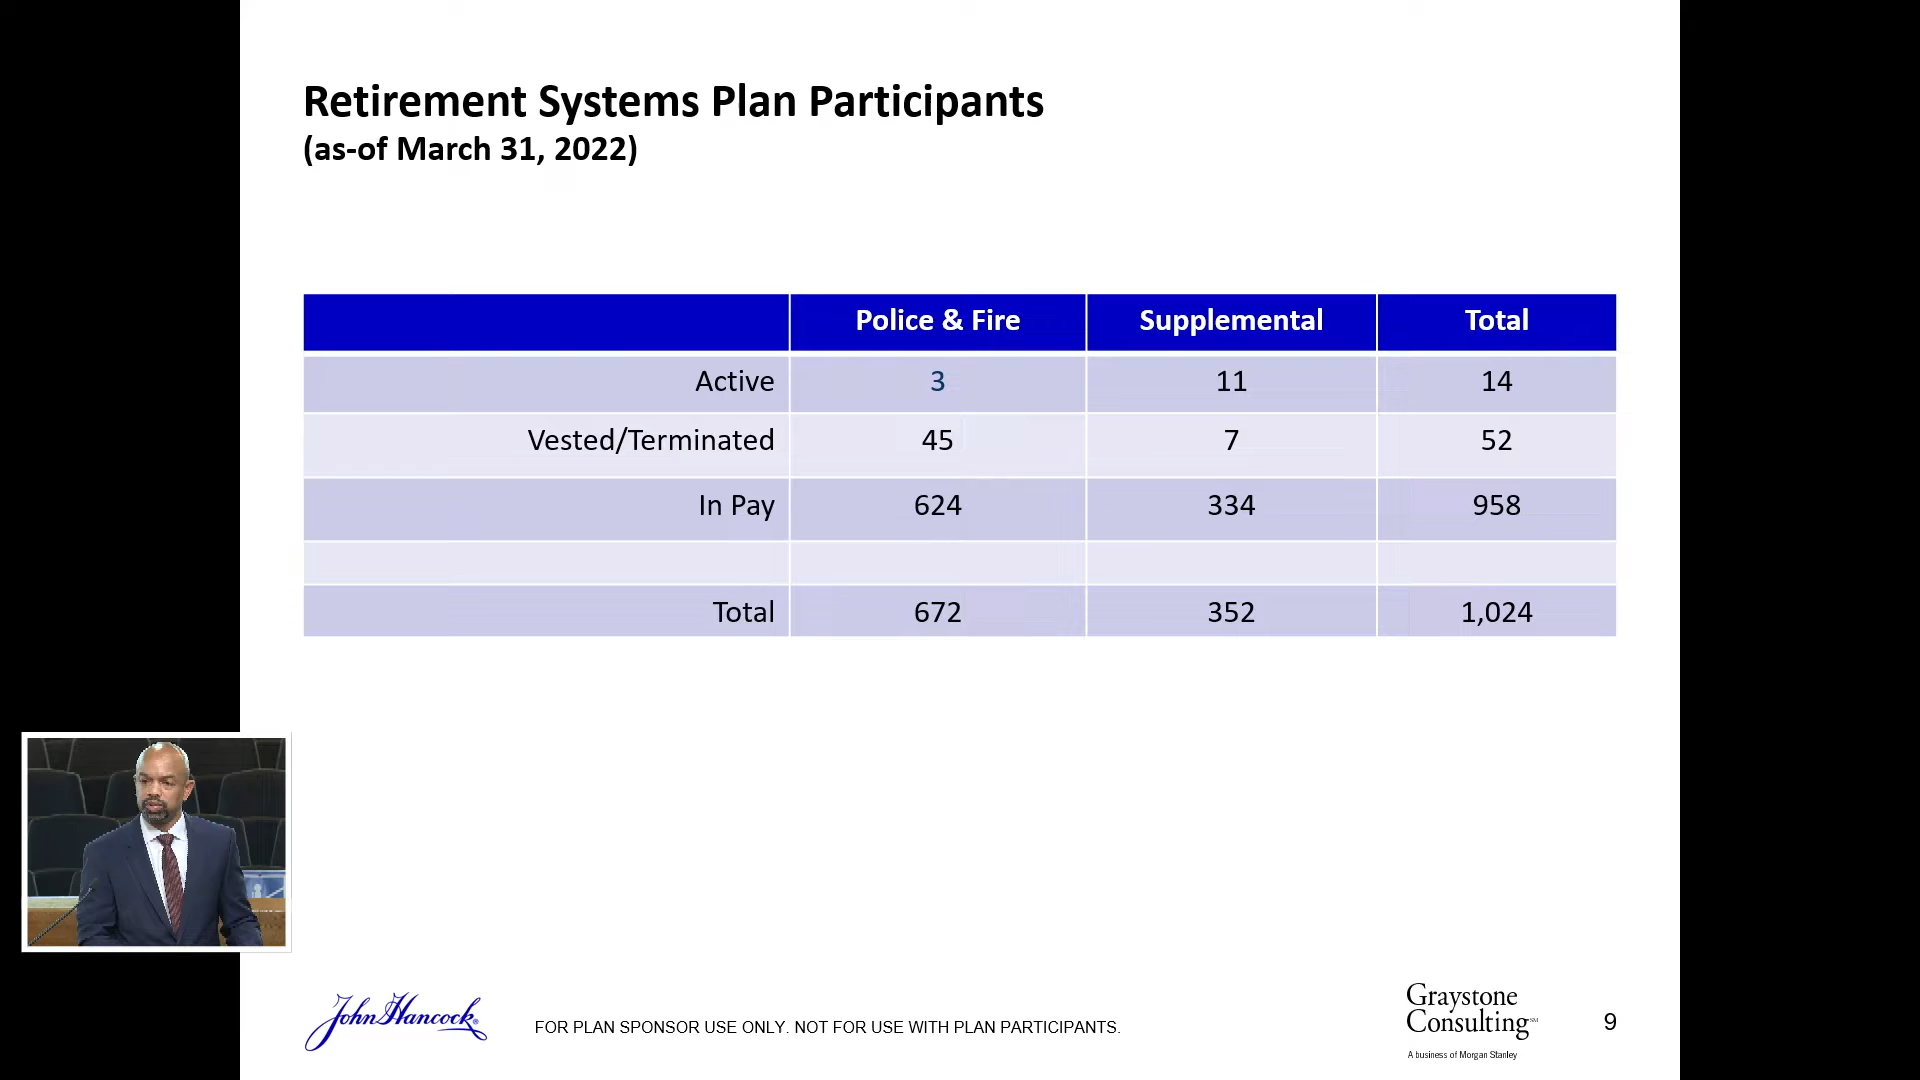 Retirement Systems Plan Participants
(as-of March 31, 2022)
Police & Fire Supplemental Total
Active 3 11 14
Vested/Terminated 45 7 52
In Pay 624 334 958
Total 672 352 1,024
John Hancock®
FOR PLAN SPONSOR USE ONLY. NOT FOR USE WITH PLAN PARTICIPANTS.
Graystone
Consulting℠
A business of Morgan Stanley
9